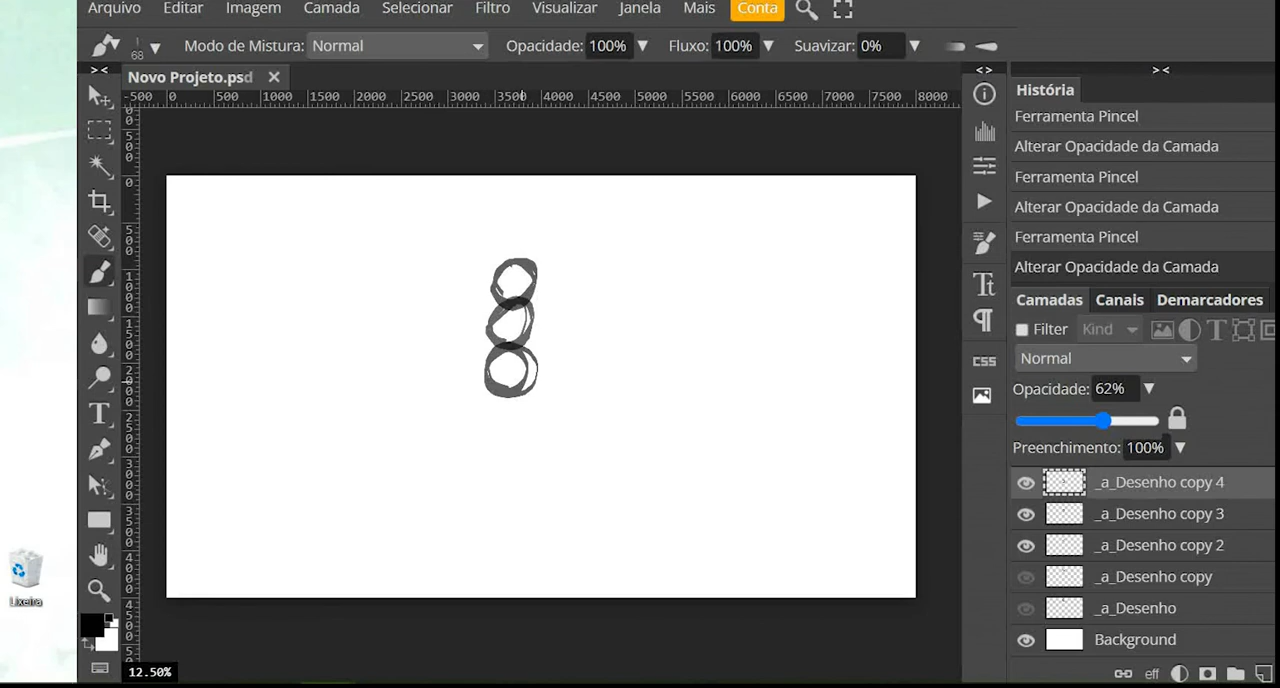 Arquivo Editar Imagem Camada Selecionar Filtro Visualizar Janela Mais Conta
1
68
Modo de Mistura: Normal Opacidade: 100% Fluxo: 100% Suavizar: 0%
Novo Projeto.psd
-500 0 500 1000 1500 2000 2500 3000 3500 4000 4500 5000 5500 6000 6500 7000 7500 8000
História
Ferramenta Pincel
Alterar Opacidade da Camada
Ferramenta Pincel
Alterar Opacidade da Camada
Ferramenta Pincel
Alterar Opacidade da Camada
Camadas Canais Demarcadores
Filter Kind
Normal
Opacidade: 62%
Preenchimento: 100%
_a_Desenho copy 4
_a_Desenho copy 3
_a_Desenho copy 2
_a_Desenho copy
_a_Desenho
Background
eff
CSS
Lixeira
12.50%